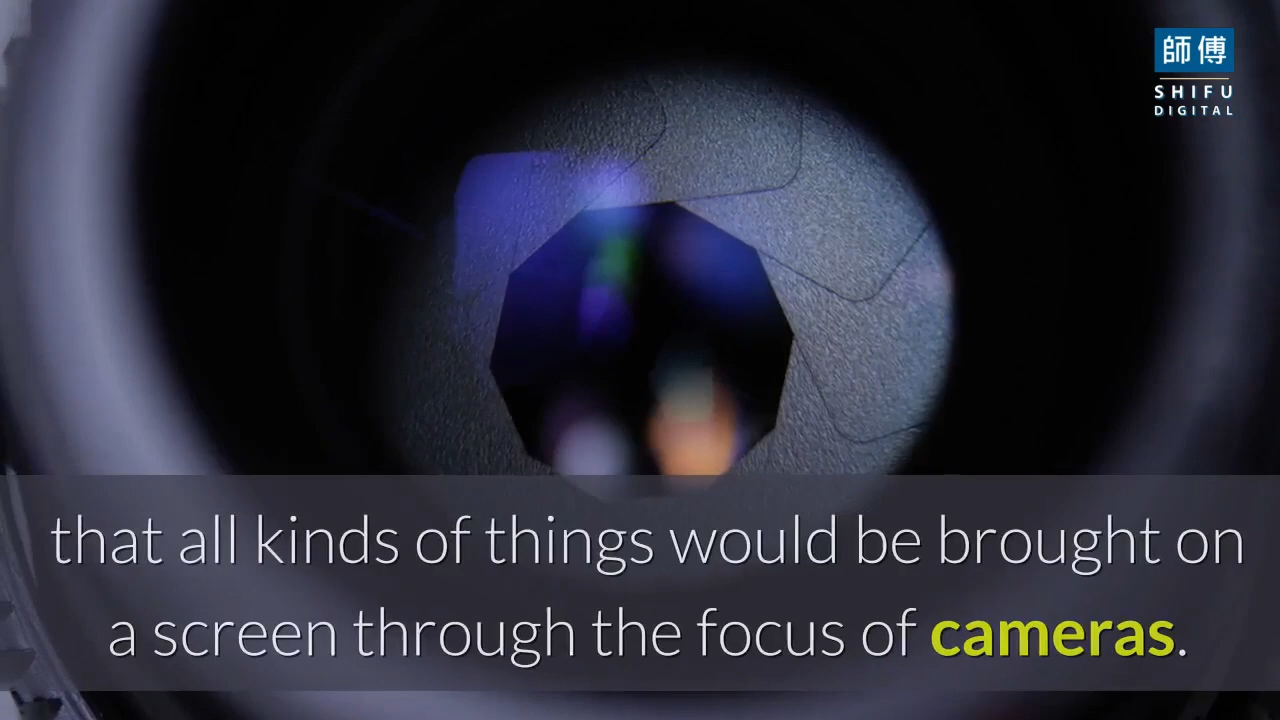 師傅
SHIFU
DIGITAL
that all kinds of things would be brought on
a screen through the focus of cameras.